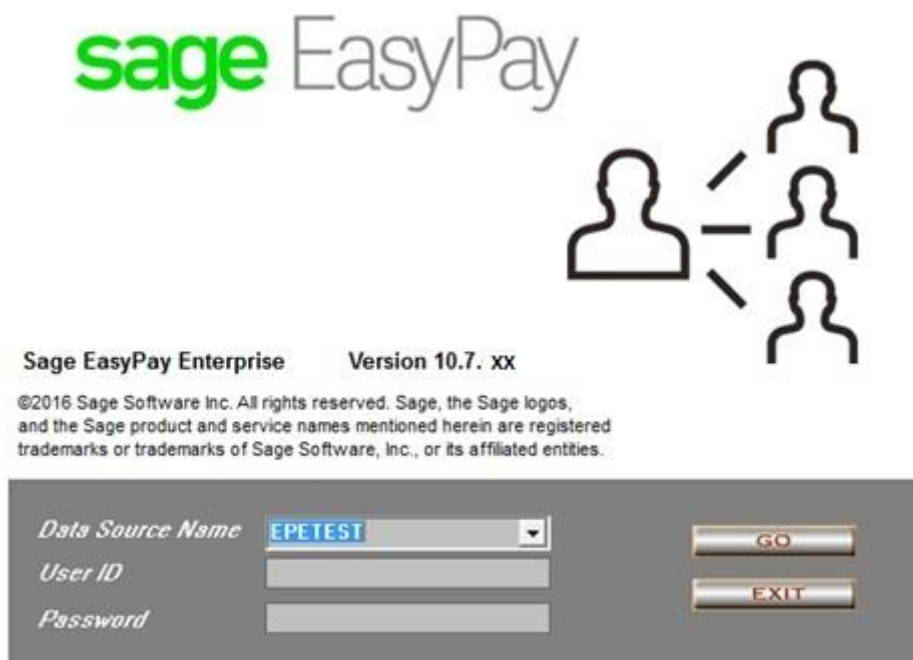 sage EasyPay
Sage EasyPay Enterprise Version 10.7. xx
©2016 Sage Software Inc. All rights reserved. Sage, the Sage logos,
and the Sage product and service names mentioned herein are registered
trademarks or trademarks of Sage Software, Inc., or its affiliated entities.
Data Source Name EPETEST GO
User ID
EXIT
Password